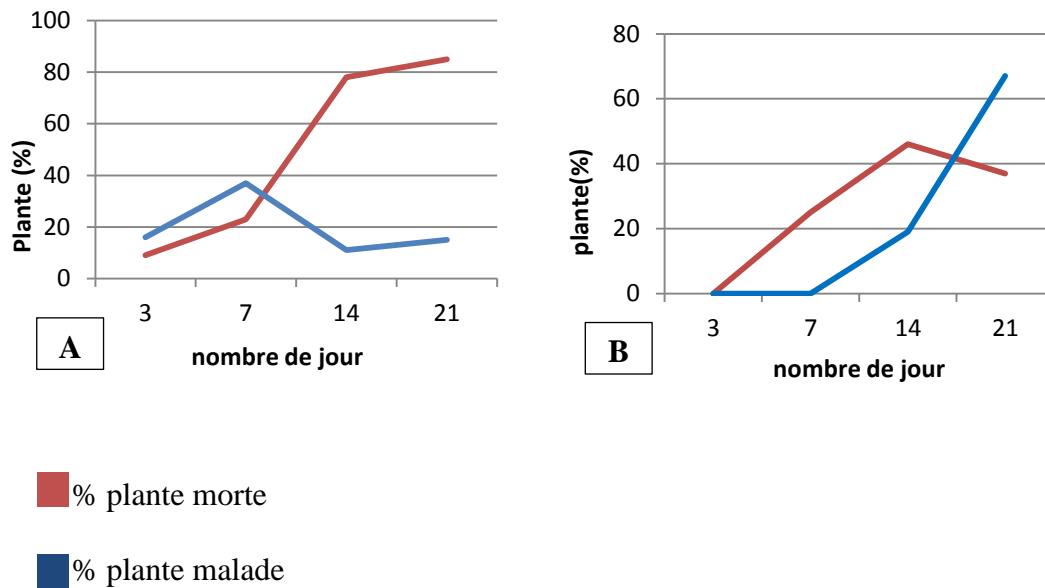 100
80
60
40
20
0
Plante (%)
3 7 14 21
nombre de jour
A
80
60
40
20
0
plante(%)
3 7 14 21
nombre de jour
B
% plante morte
% plante malade